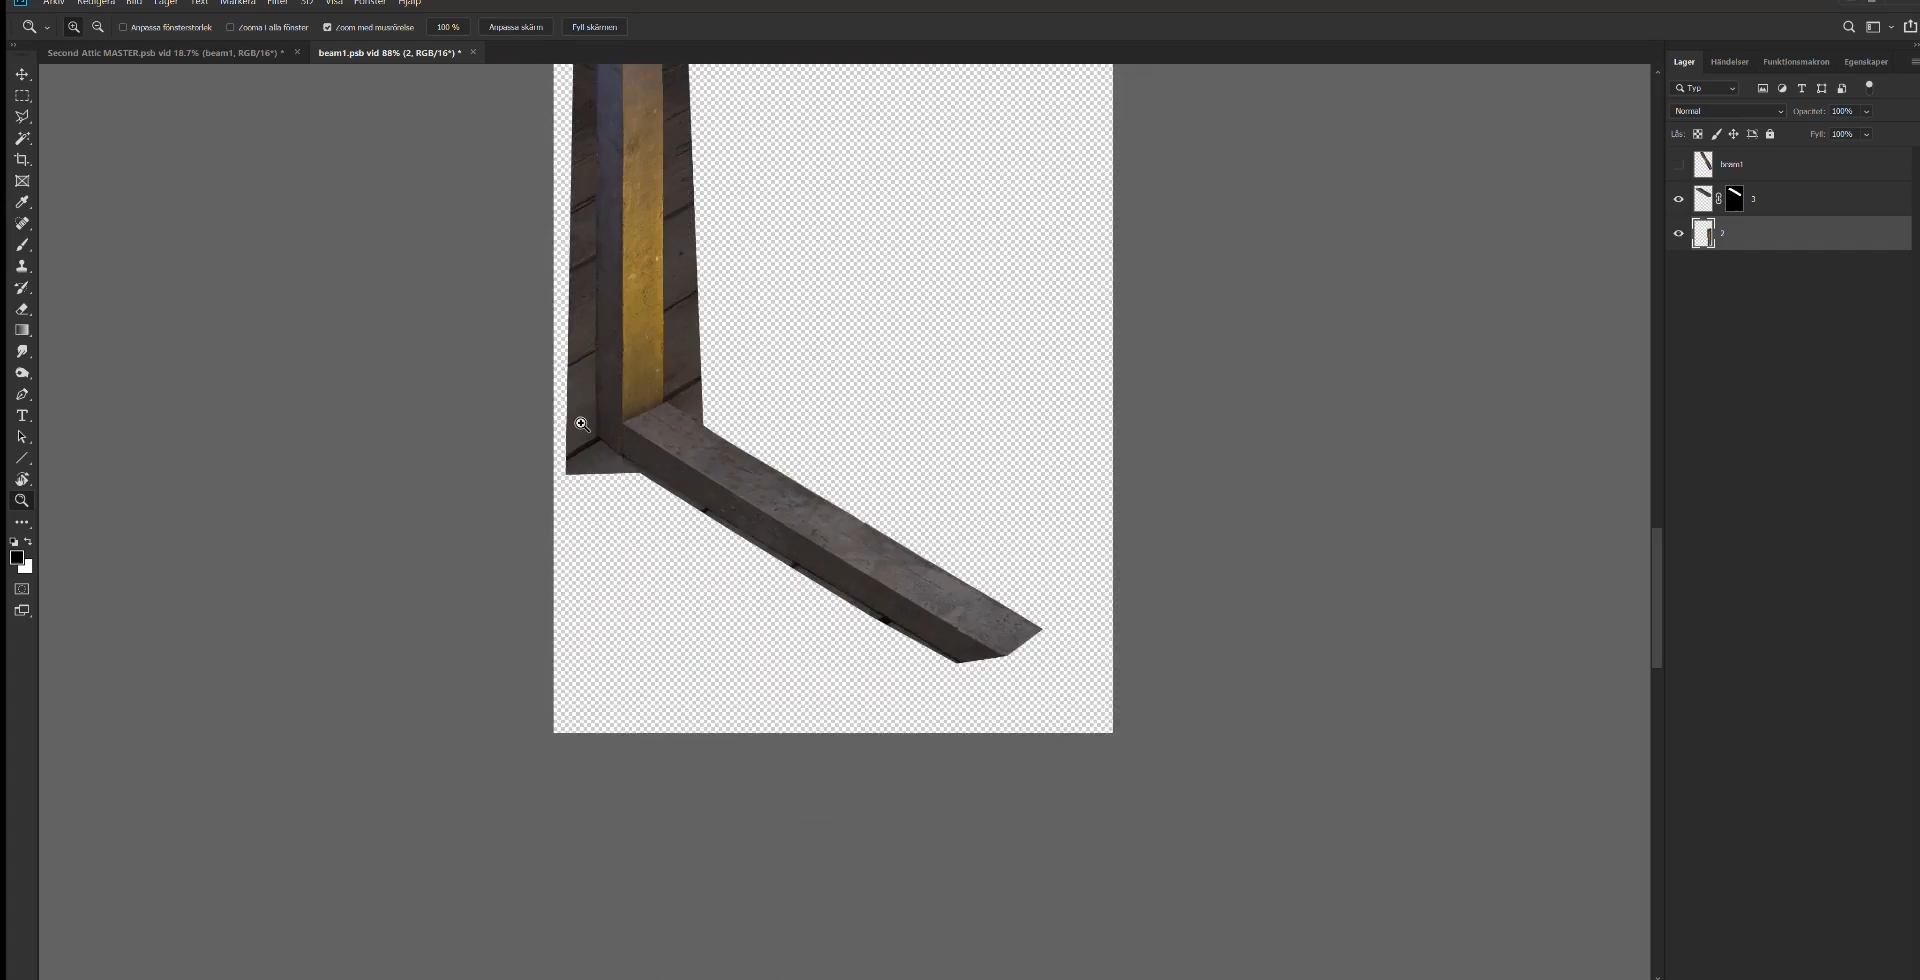 Arkiv Redigera Bild Lager Text Markera Filter 3D Visa Fönster Hjälp
Anpassa fönsterstorlek Zooma i alla fönster Zoom med musrörelse 100 % Anpassa skärm Fyll skärmen
Second Attic MASTER.psb vid 18.7% (beam1, RGB/16*) * × beam1.psb vid 88% (2, RGB/16*) * ×
Lager Händelser Funktionsmakron Egenskaper
Typ
Normal Opacitet: 100%
Lås: Fyll: 100%
beam1
3
2